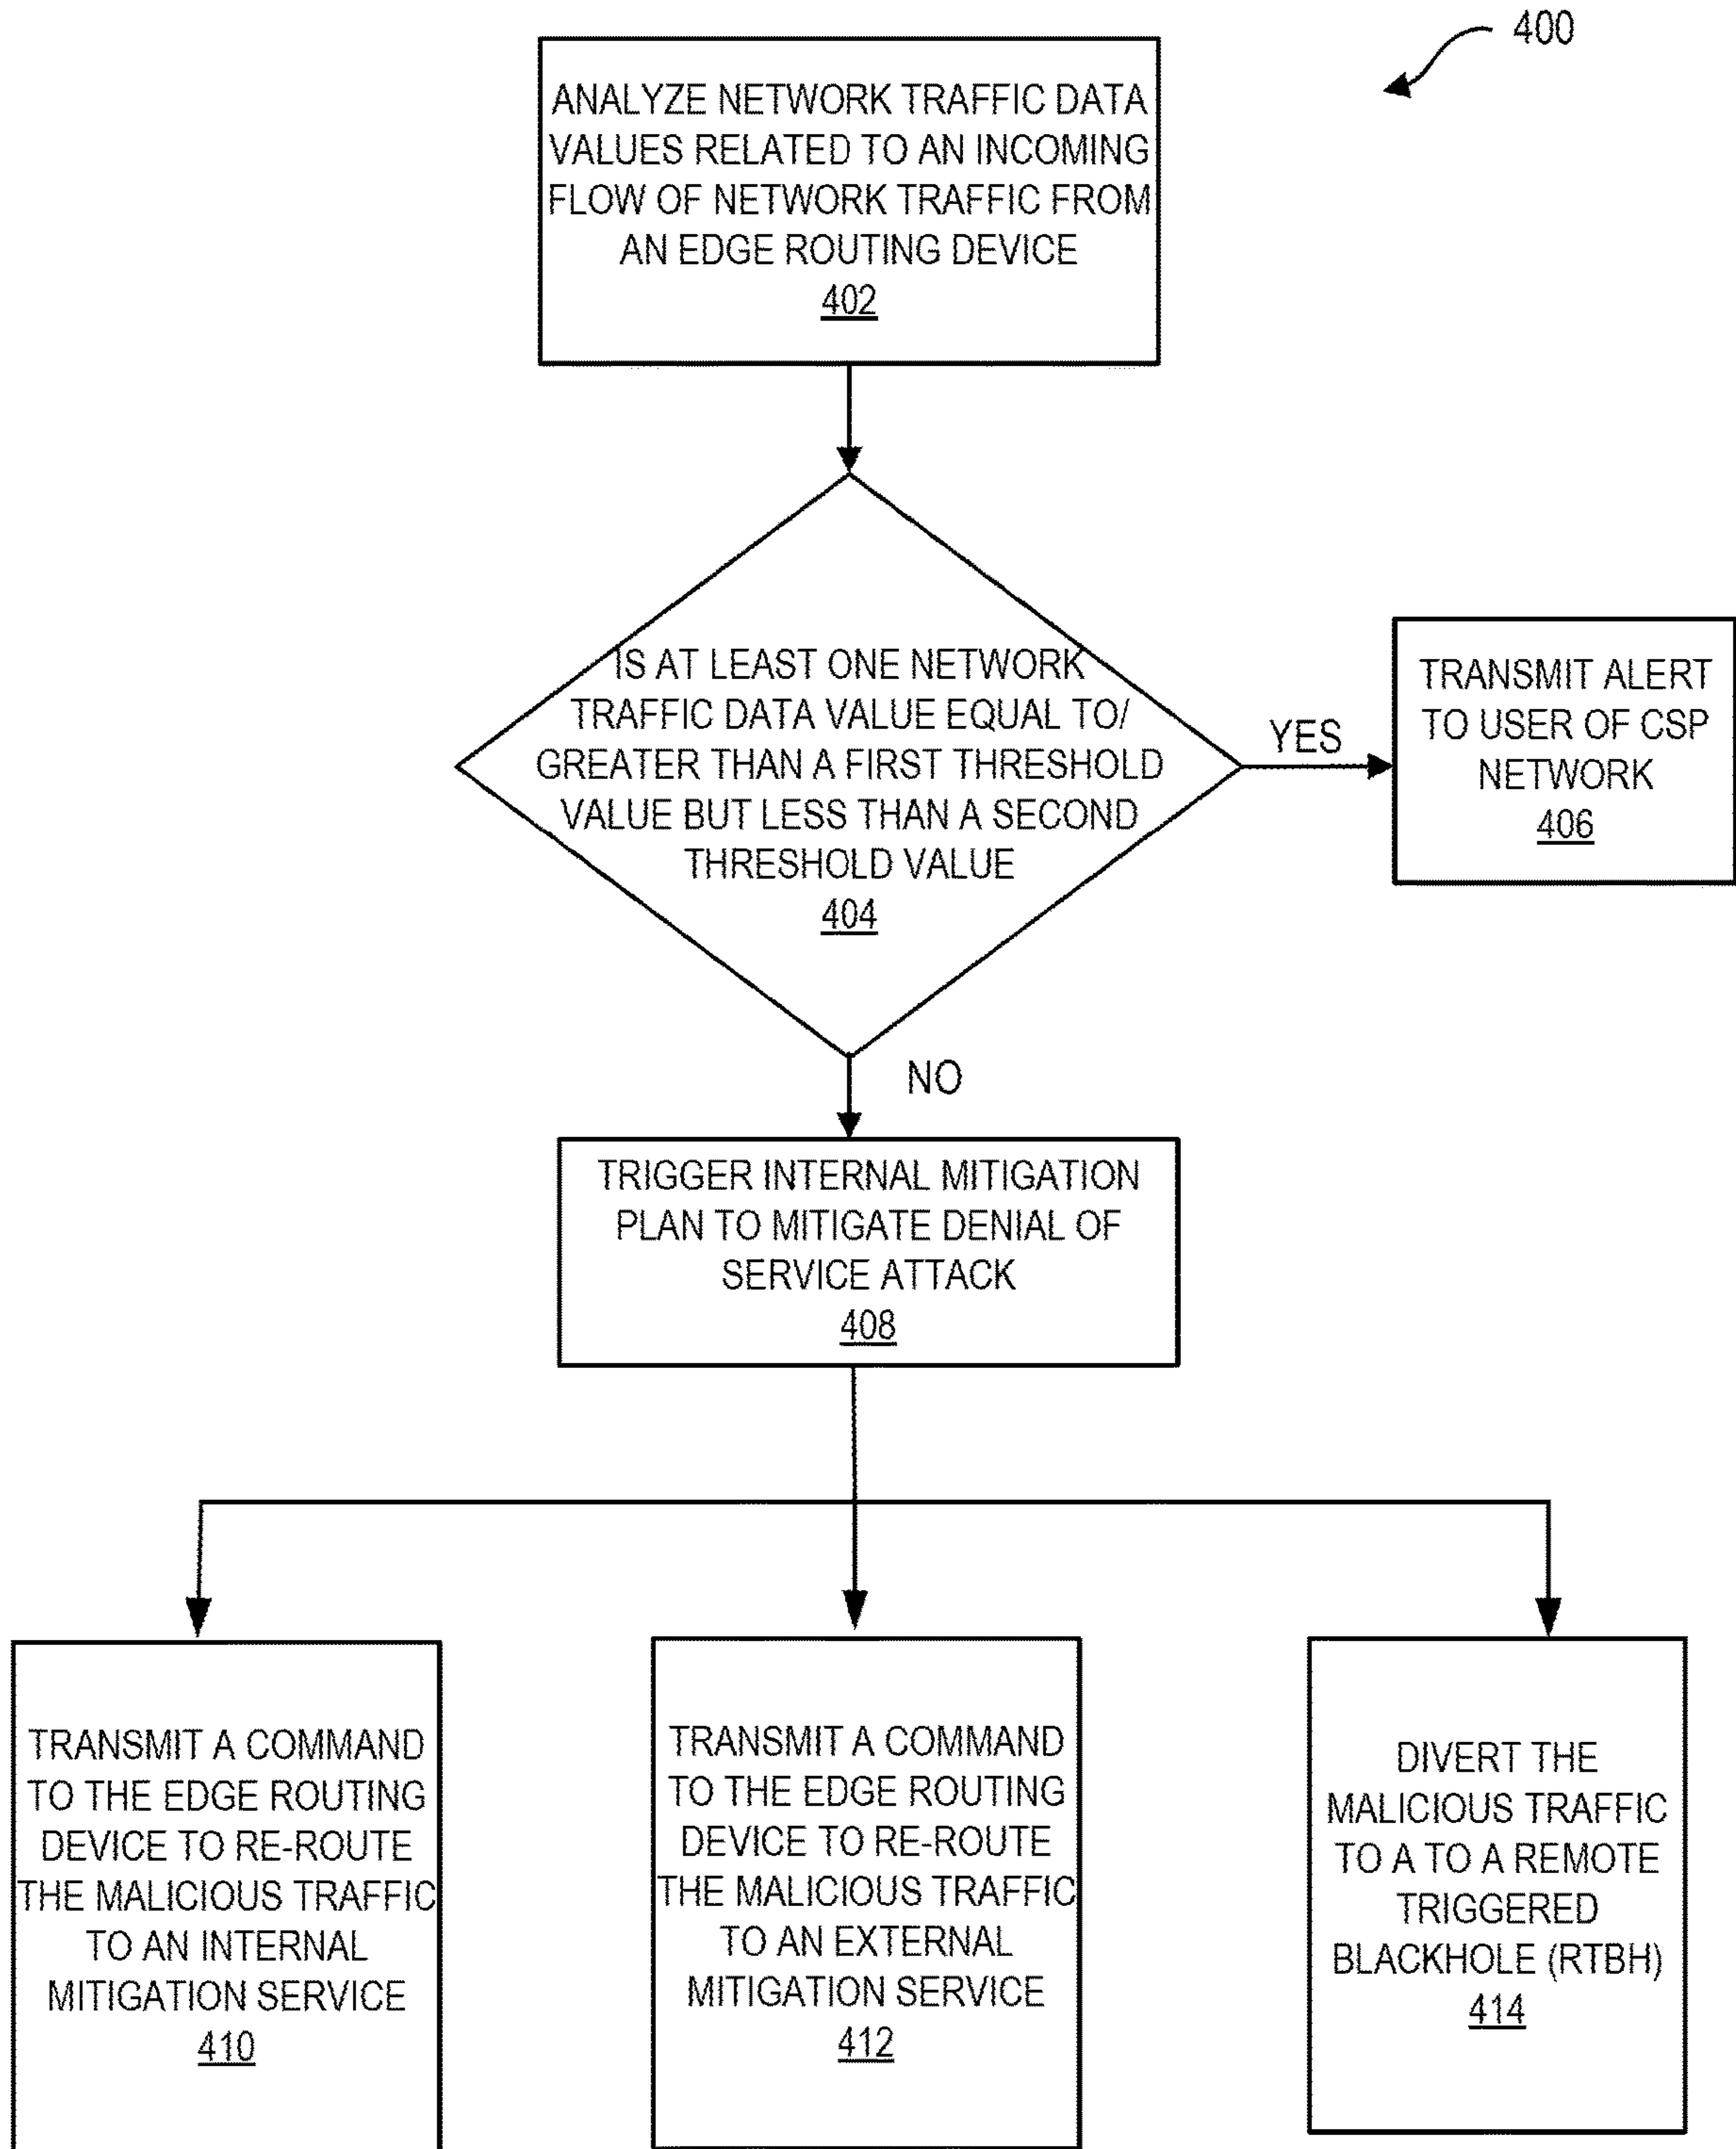 400
ANALYZE NETWORK TRAFFIC DATA
VALUES RELATED TO AN INCOMING
FLOW OF NETWORK TRAFFIC FROM
AN EDGE ROUTING DEVICE
402
IS AT LEAST ONE NETWORK
TRAFFIC DATA VALUE EQUAL TO/
GREATER THAN A FIRST THRESHOLD
VALUE BUT LESS THAN A SECOND
THRESHOLD VALUE
404
YES
TRANSMIT ALERT
TO USER OF CSP
NETWORK
406
NO
TRIGGER INTERNAL MITIGATION
PLAN TO MITIGATE DENIAL OF
SERVICE ATTACK
408
TRANSMIT A COMMAND
TO THE EDGE ROUTING
DEVICE TO RE-ROUTE
THE MALICIOUS TRAFFIC
TO AN INTERNAL
MITIGATION SERVICE
410
TRANSMIT A COMMAND
TO THE EDGE ROUTING
DEVICE TO RE-ROUTE
THE MALICIOUS TRAFFIC
TO AN EXTERNAL
MITIGATION SERVICE
412
DIVERT THE
MALICIOUS TRAFFIC
TO A TO A REMOTE
TRIGGERED
BLACKHOLE (RTBH)
414